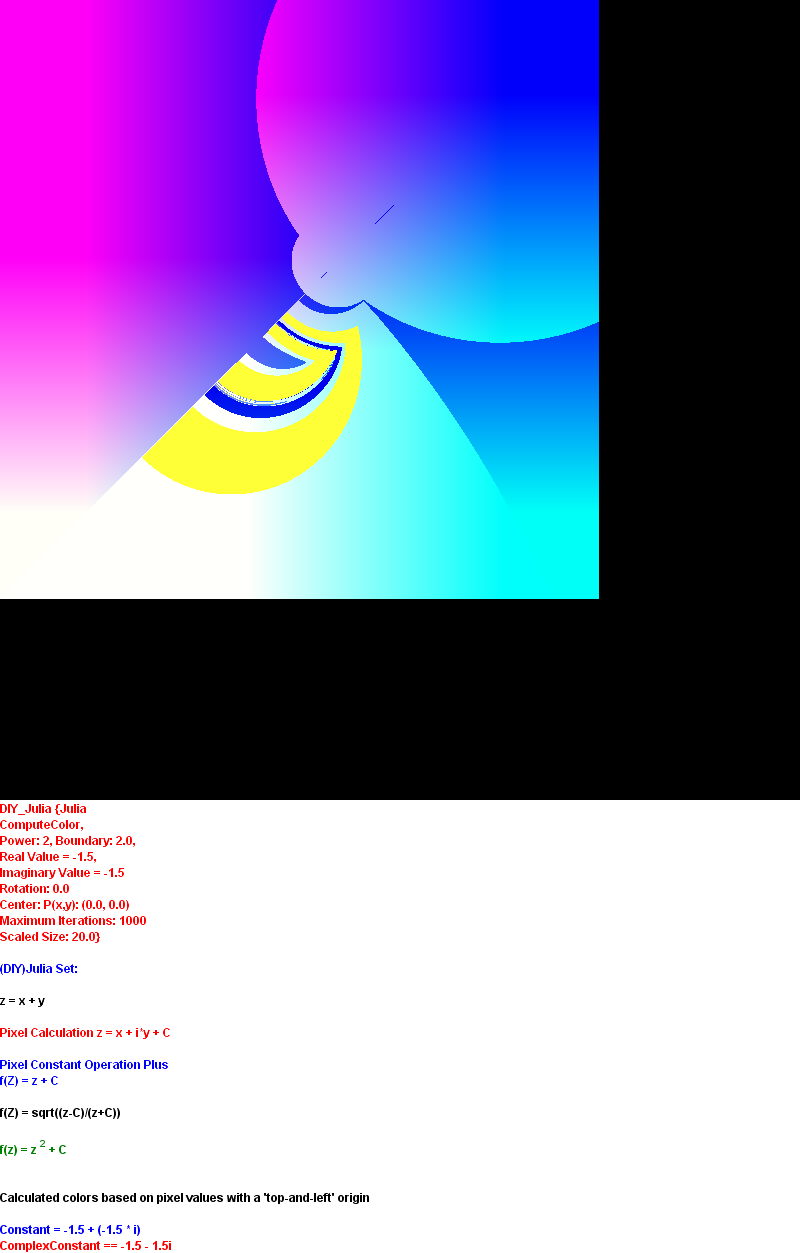 DIY_Julia {Julia
ComputeColor,
Power: 2, Boundary: 2.0,
Real Value = -1.5,
Imaginary Value = -1.5
Rotation: 0.0
Center: P(x,y): (0.0, 0.0)
Maximum Iterations: 1000
Scaled Size: 20.0}
(DIY)Julia Set:
z = x + y
Pixel Calculation z = x + i*y + C
Pixel Constant Operation Plus
f(Z) = z + C
f(Z) = sqrt((z-C)/(z+C))
f(z) = z 2 + C
Calculated colors based on pixel values with a 'top-and-left' origin
Constant = -1.5 + (-1.5 * i)
ComplexConstant == -1.5 - 1.5i